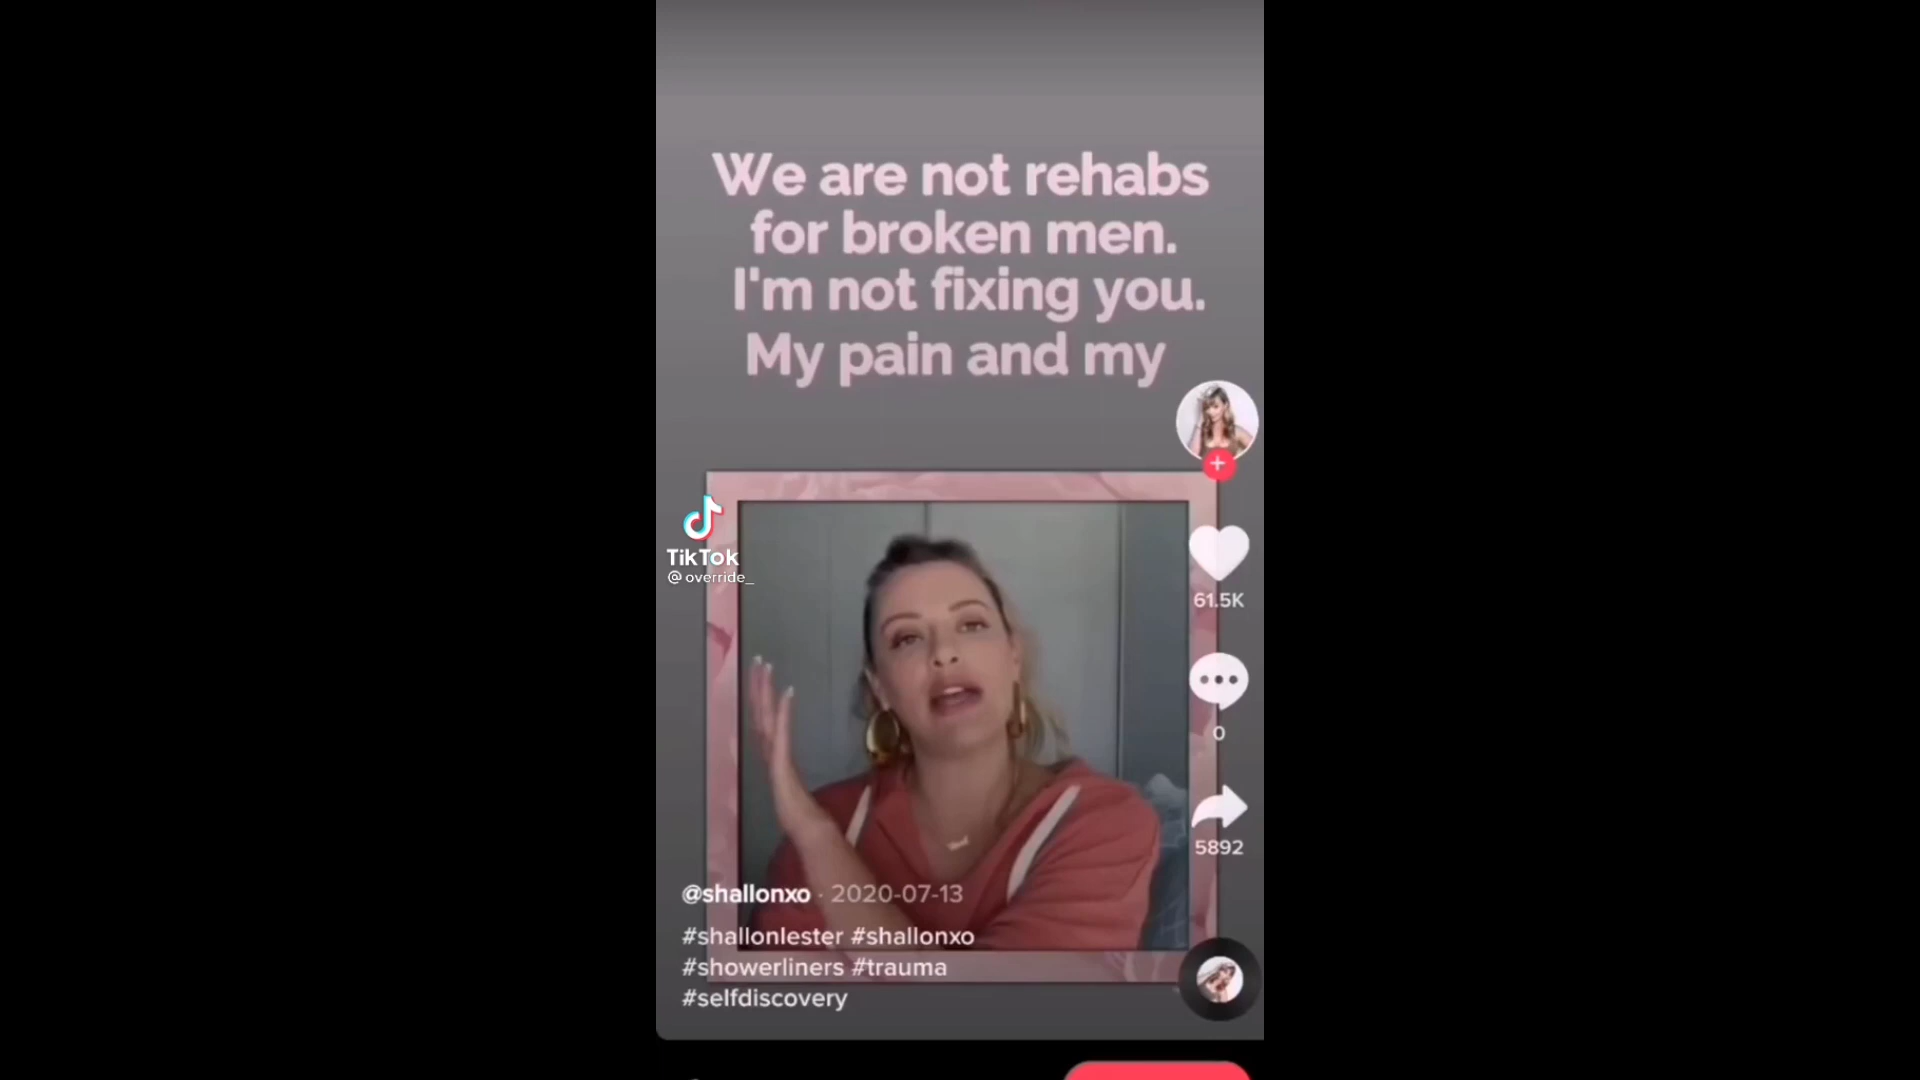 We are not rehabs
for broken men.
I'm not fixing you.
My pain and my
TikTok
@override_
61.5K
0
5892
@shallonxo · 2020-07-13
#shallonlester #shallonxo
#showerliners #trauma
#selfdiscovery